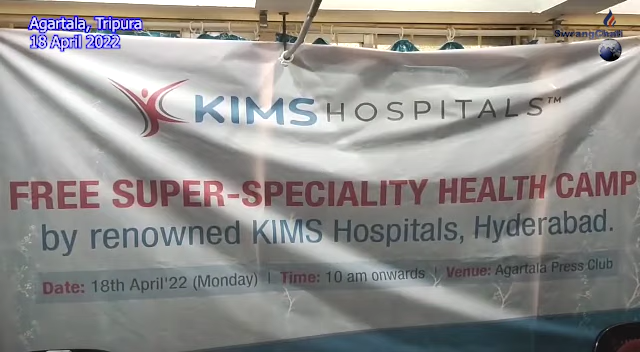 Agartala, Tripura
18 April 2022
SwrangChati
KIMS HOSPITALS™
FREE SUPER-SPECIALITY HEALTH CAMP
by renowned KIMS Hospitals, Hyderabad.
Date: 18th April'22 (Monday) | Time: 10 am onwards | Venue: Agartala Press Club